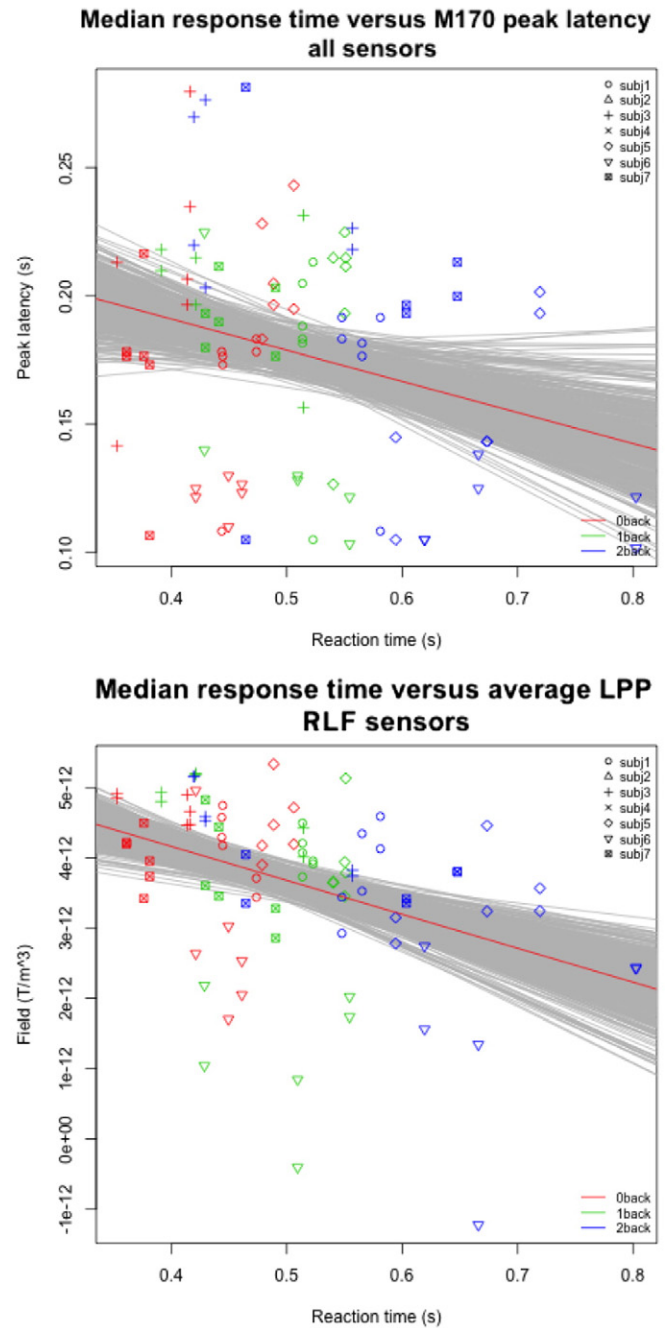 Median response time versus M170 peak latency
all sensors
Peak latency (s)
0.25
0.20
0.15
0.10
subj1
subj2
subj3
subj4
subj5
subj6
subj7
0back
1back
2back
0.4 0.5 0.6 0.7 0.8
Reaction time (s)
Median response time versus average LPP
RLF sensors
Field (T/m^3)
5e-12
4e-12
3e-12
2e-12
1e-12
0e+00
-1e-12
subj1
subj2
subj3
subj4
subj5
subj6
subj7
0back
1back
2back
0.4 0.5 0.6 0.7 0.8
Reaction time (s)